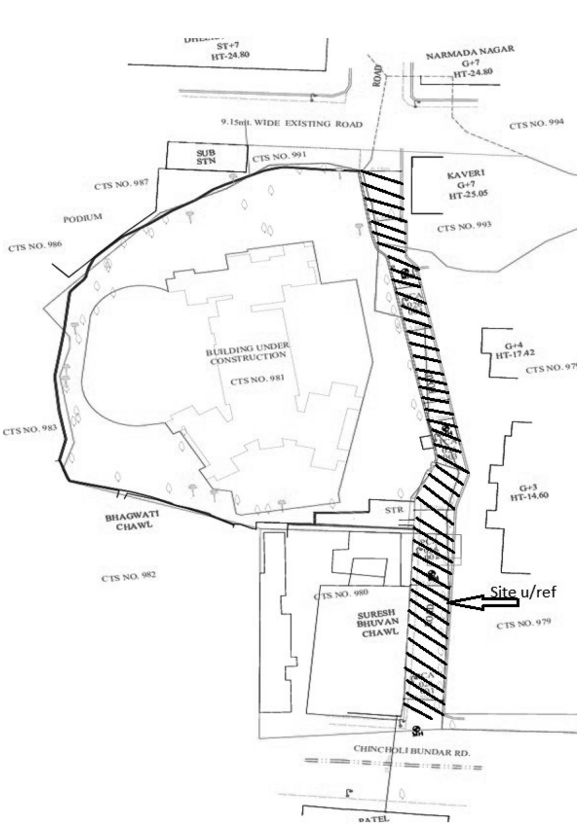 ST+7
HT-24.80
NARMADA NAGAR
G+7
HT-24.80
ROAD
9.15mt. WIDE EXISTING ROAD
CTS NO. 994
SUB
STN
CTS NO. 991
CTS NO. 987
KAVERI
G+7
HT-25.05
PODIUM
CTS NO. 993
CTS NO. 986
G+4
HT-17.42
BUILDING UNDER
CONSTRUCTION
CTS NO. 979
CTS NO. 981
CTS NO. 983
G+3
HT-14.60
STR
BHAGWATI
CHAWL
CTS NO. 982
CTS NO. 980
Site u/ref
SURESH
BHUVAN
CHAWL
ROAD
CTS NO. 979
CHINCHOLI BUNDAR RD.
PATEL